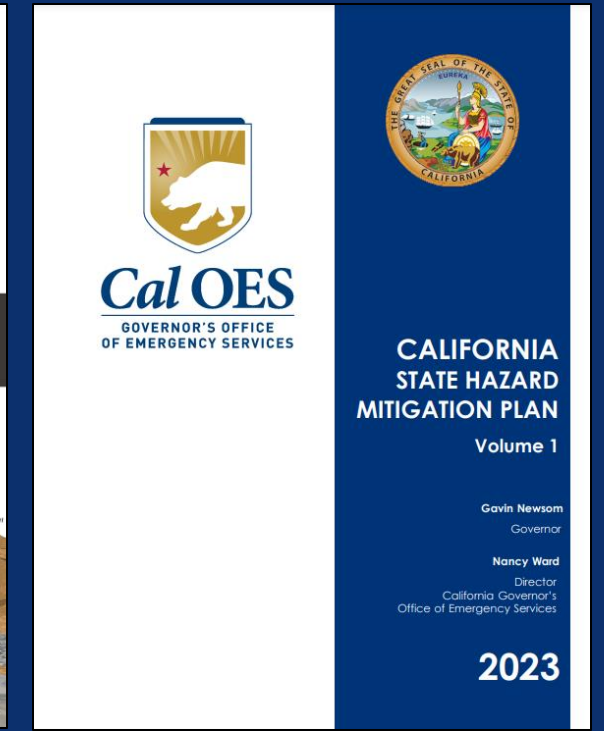 THE GREAT SEAL OF THE STATE OF CALIFORNIA
EUREKA
Cal OES
GOVERNOR'S OFFICE
OF EMERGENCY SERVICES
CALIFORNIA
STATE HAZARD
MITIGATION PLAN
Volume 1
Gavin Newsom
Governor
Nancy Ward
Director
California Governor's
Office of Emergency Services
2023